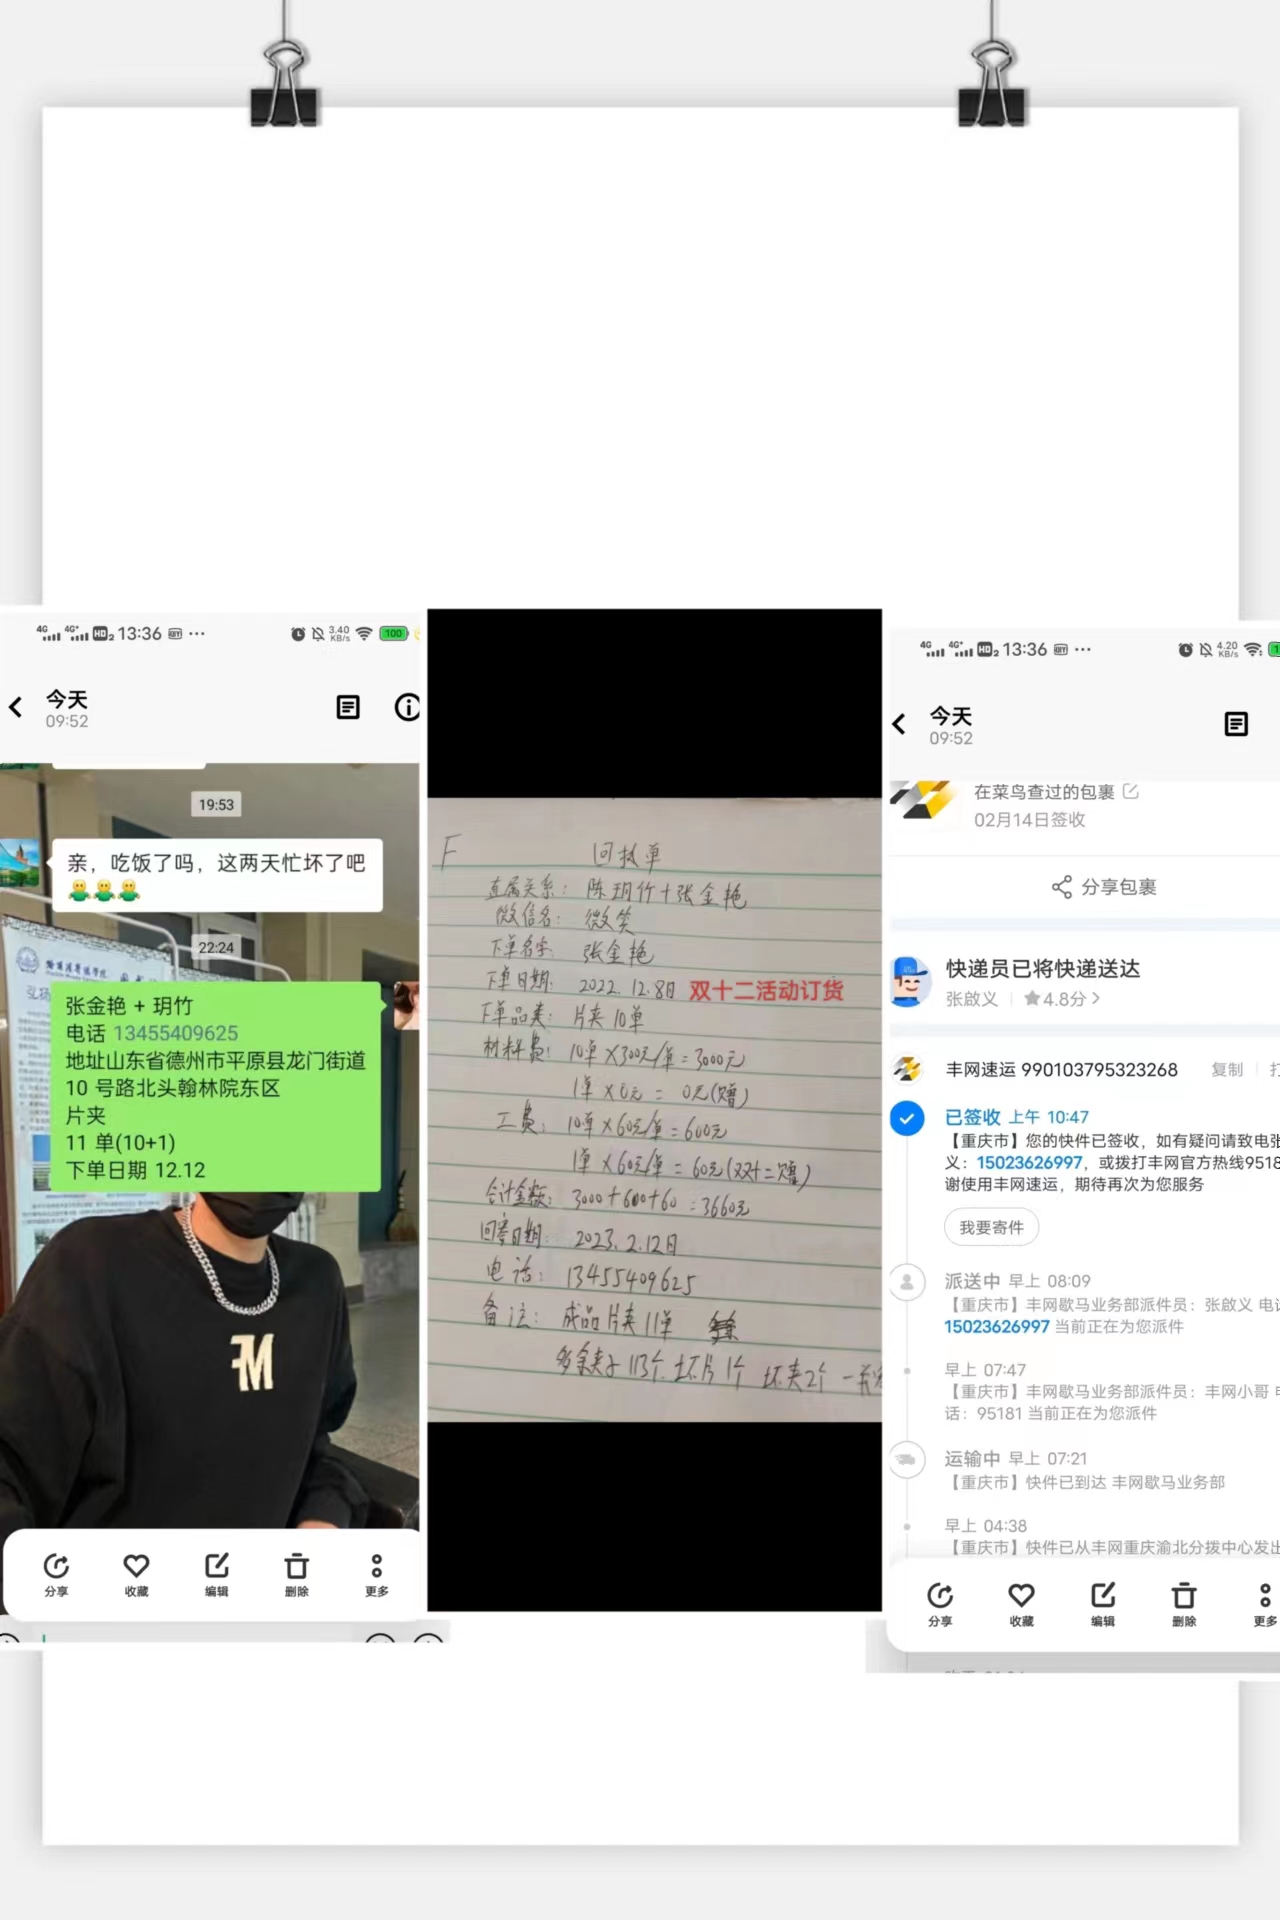 13:36
3.40
KB/s
100
今天
09:52
19:53
亲，吃饭了吗，这两天忙坏了吧
22:24
张金艳 + 玥竹
电话 13455409625
地址山东省德州市平原县龙门街道
10 号路北头翰林院东区
片夹
11 单(10+1)
下单日期 12.12
分享
收藏
编辑
删除
更多
F
回执单
直属关系：陈玥竹+张金艳
微信名：微笑
下单名字：张金艳
下单日期：2022.12.8日 双十二活动订货
下单品类：片夹10单
材料费：10单×300元/单=3000元
1单×0元=0元(赠)
工费：10单×60元/单=600元
1单×60元/单=60元(双十二赠)
合计金额：3000+600+60=3660元
回寄日期：2023.2.12日
电话：13455409625
备注：成品片夹11单
多余夹子113个 坏片1个 坏夹2个
13:36
4.20
KB/s
今天
09:52
在菜鸟查过的包裹
02月14日签收
分享包裹
快递员已将快递送达
张啟义
4.8分
丰网速运 990103795323268
复制
已签收 上午 10:47
【重庆市】您的快件已签收，如有疑问请致电张
义：15023626997，或拨打丰网官方热线9518
谢使用丰网速运，期待再次为您服务
我要寄件
派送中 早上 08:09
【重庆市】丰网歇马业务部派件员：张啟义 电话
15023626997 当前正在为您派件
早上 07:47
【重庆市】丰网歇马业务部派件员：丰网小哥 电
话：95181 当前正在为您派件
运输中 早上 07:21
【重庆市】快件已到达 丰网歇马业务部
早上 04:38
【重庆市】快件已从丰网重庆渝北分拨中心发出
分享
收藏
编辑
删除
更多